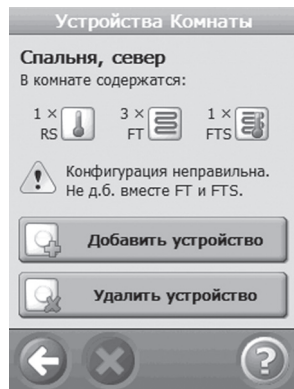 Устройства Комнаты
Спальня, север
В комнате содержатся:
1 × RS 3 × FT 1 × FTS
Конфигурация неправильна.
Не д.б. вместе FT и FTS.
Добавить устройство
Удалить устройство
?